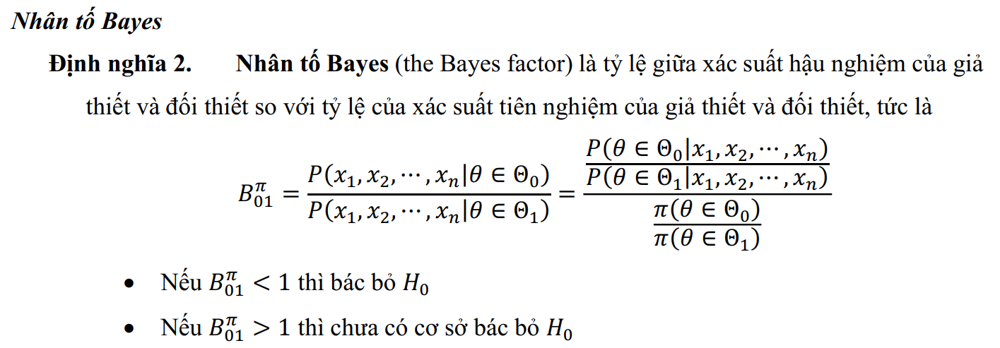 Nhân tố Bayes
Định nghĩa 2. Nhân tố Bayes (the Bayes factor) là tỷ lệ giữa xác suất hậu nghiệm của giả
thiết và đối thiết so với tỷ lệ của xác suất tiên nghiệm của giả thiết và đối thiết, tức là
$B_{01}^{\pi} = \frac{P(x_1, x_2, \cdots, x_n | \theta \in \Theta_0)}{P(x_1, x_2, \cdots, x_n | \theta \in \Theta_1)} = \frac{\frac{P(\theta \in \Theta_0 | x_1, x_2, \cdots, x_n)}{P(\theta \in \Theta_1 | x_1, x_2, \cdots, x_n)}}{\frac{\pi(\theta \in \Theta_0)}{\pi(\theta \in \Theta_1)}}$
• Nếu $B_{01}^{\pi} < 1$ thì bác bỏ $H_0$
• Nếu $B_{01}^{\pi} > 1$ thì chưa có cơ sở bác bỏ $H_0$